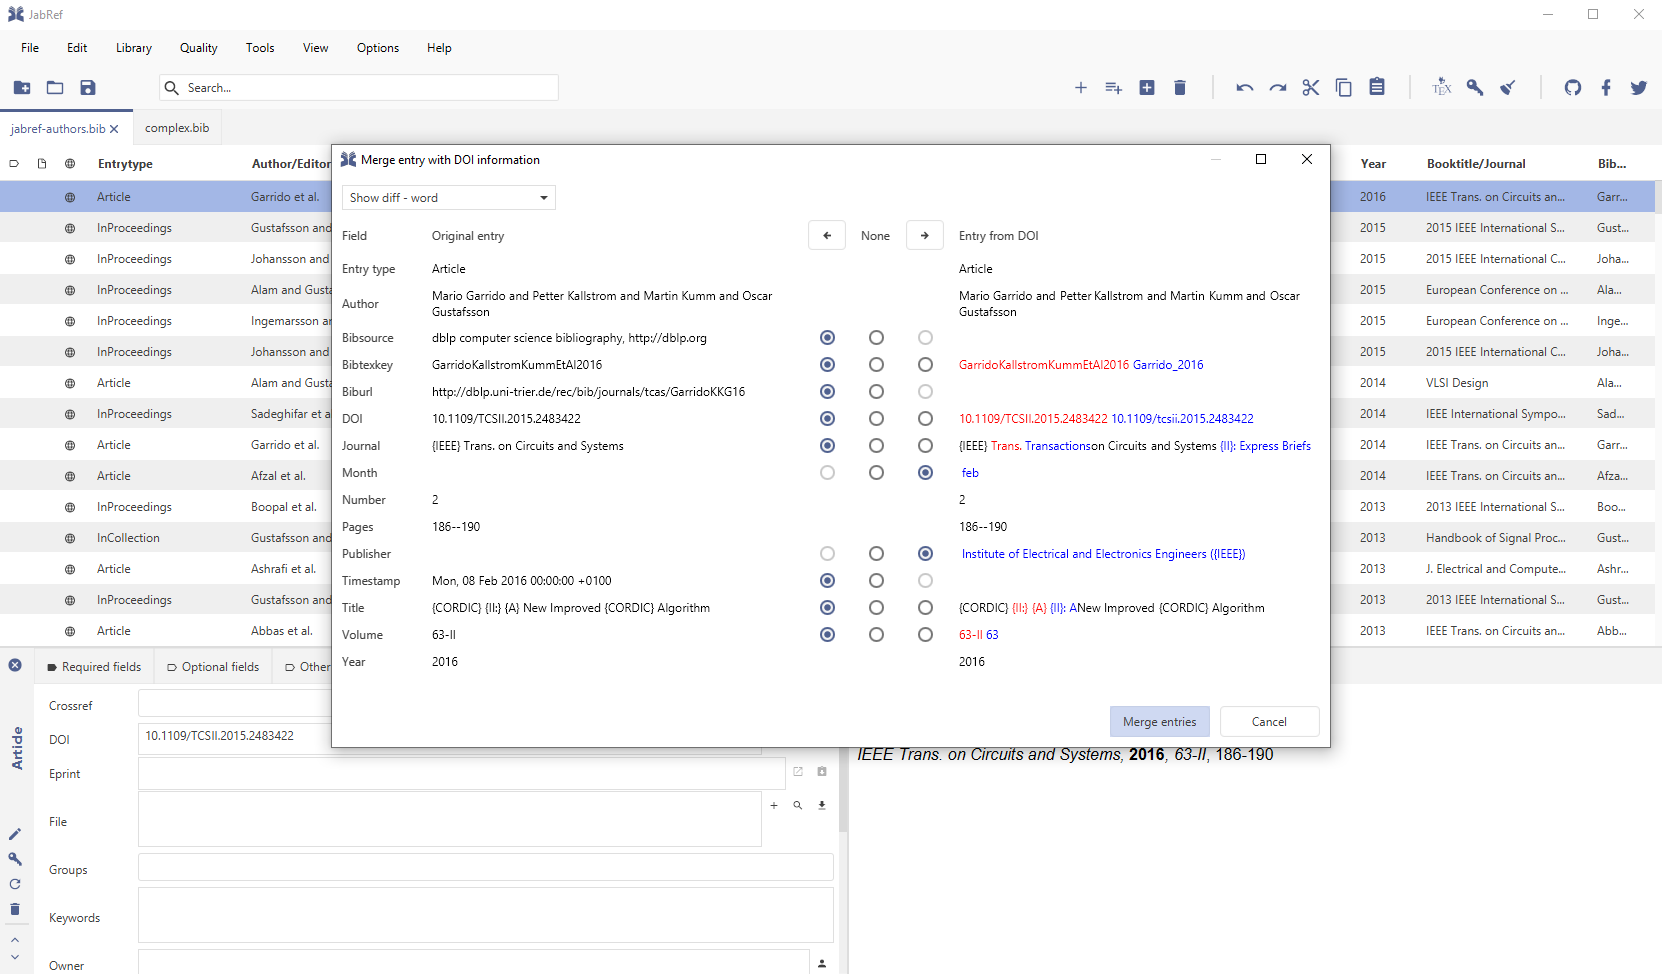 JabRef
File Edit Library Quality Tools View Options Help
Search...
TEX
jabref-authors.bib complex.bib
Entrytype Author/Editor Year Booktitle/Journal Bib...
Article Garrido et al. 2016 IEEE Trans. on Circuits an... Garr...
InProceedings Gustafsson and 2015 2015 IEEE International S... Gust...
InProceedings Johansson and 2015 2015 IEEE International C... Joha...
InProceedings Alam and Gusta 2015 European Conference on ... Ala...
InProceedings Ingemarsson an 2015 European Conference on ... Inge...
InProceedings Johansson and 2015 2015 IEEE International C... Joha...
Article Alam and Gusta 2014 VLSI Design Ala...
InProceedings Sadeghifar et a 2014 IEEE International Sympo... Sad...
Article Garrido et al. 2014 IEEE Trans. on Circuits an... Garr...
Article Afzal et al. 2014 IEEE Trans. on Circuits an... Afza...
InProceedings Boopal et al. 2013 2013 IEEE International S... Boo...
InCollection Gustafsson and 2013 Handbook of Signal Proc... Gust...
Article Ashrafi et al. 2013 J. Electrical and Compute... Ashr...
InProceedings Gustafsson and 2013 2013 IEEE International S... Gust...
Article Abbas et al. 2013 IEEE Trans. on Circuits an... Abb...
Merge entry with DOI information
Show diff - word
Field Original entry None Entry from DOI
Entry type Article Article
Author Mario Garrido and Petter Kallstrom and Martin Kumm and Oscar Mario Garrido and Petter Kallstrom and Martin Kumm and Oscar
Gustafsson Gustafsson
Bibsource dblp computer science bibliography, http://dblp.org
Bibtexkey GarridoKallstromKummEtAl2016 GarridoKallstromKummEtAl2016 Garrido_2016
Biburl http://dblp.uni-trier.de/rec/bib/journals/tcas/GarridoKKG16
DOI 10.1109/TCSII.2015.2483422 10.1109/TCSII.2015.2483422 10.1109/tcsii.2015.2483422
Journal {IEEE} Trans. on Circuits and Systems {IEEE} Trans. Transactionson Circuits and Systems {II}: Express Briefs
Month feb
Number 2 2
Pages 186--190 186--190
Publisher Institute of Electrical and Electronics Engineers ({IEEE})
Timestamp Mon, 08 Feb 2016 00:00:00 +0100
Title {CORDIC} {II:} {A} New Improved {CORDIC} Algorithm {CORDIC} {II:} {A} {II}: ANew Improved {CORDIC} Algorithm
Volume 63-II 63-II 63
Year 2016 2016
Merge entries Cancel
Required fields Optional fields Other
Article
Crossref
DOI 10.1109/TCSII.2015.2483422
Eprint
File
Groups
Keywords
Owner
IEEE Trans. on Circuits and Systems, 2016, 63-II, 186-190